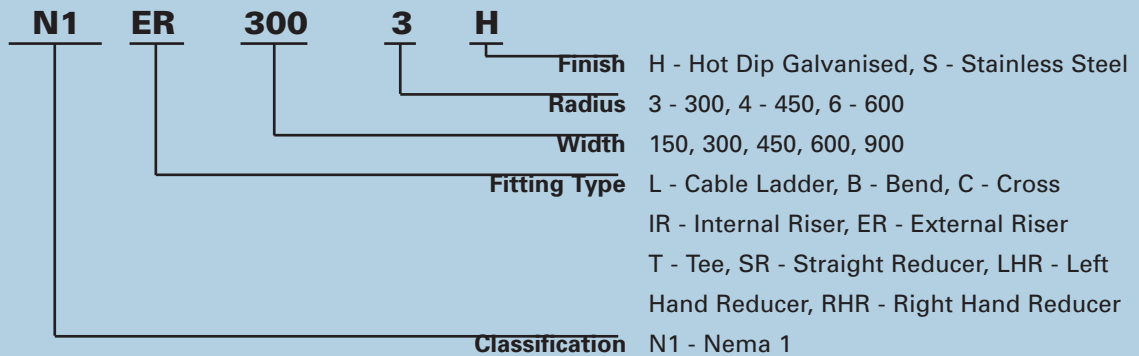 N1 ER 300 3 H
Finish H - Hot Dip Galvanised, S - Stainless Steel
Radius 3 - 300, 4 - 450, 6 - 600
Width 150, 300, 450, 600, 900
Fitting Type L - Cable Ladder, B - Bend, C - Cross
IR - Internal Riser, ER - External Riser
T - Tee, SR - Straight Reducer, LHR - Left
Hand Reducer, RHR - Right Hand Reducer
Classification N1 - Nema 1